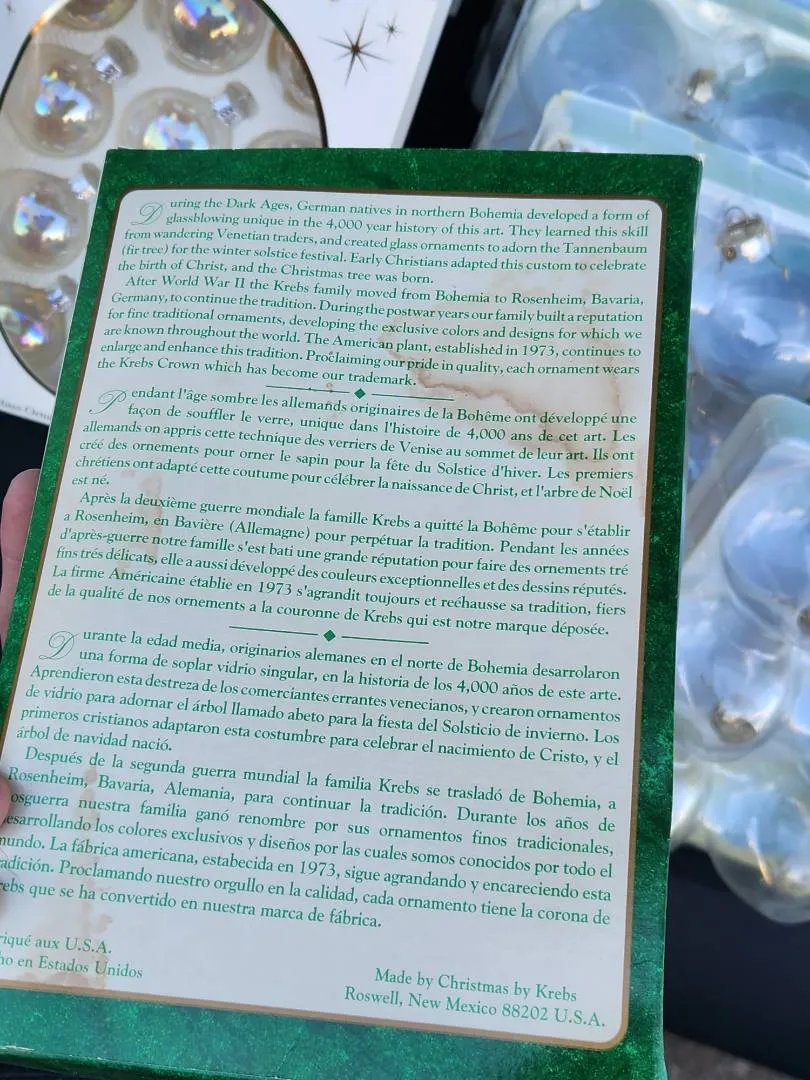 During the Dark Ages, German natives in northern Bohemia developed a form of
glassblowing unique in the 4,000 year history of this art. They learned this skill
from wandering Venetian traders, and created glass ornaments to adorn the Tannenbaum
(fir tree) for the winter solstice festival. Early Christians adapted this custom to celebrate
the birth of Christ, and the Christmas tree was born.
After World War II the Krebs family moved from Bohemia to Rosenheim, Bavaria,
Germany, to continue the tradition. During the postwar years our family built a reputation
for fine traditional ornaments, developing the exclusive colors and designs for which we
are known throughout the world. The American plant, established in 1973, continues to
enlarge and enhance this tradition. Proclaiming our pride in quality, each ornament wears
the Krebs Crown which has become our trademark.
Pendant l'âge sombre les allemands originaires de la Bohême ont développé une
façon de souffler le verre, unique dans l'histoire de 4,000 ans de cet art. Les
allemands on appris cette technique des verriers de Venise au sommet de leur art. Ils ont
créé des ornements pour orner le sapin pour la fête du Solstice d'hiver. Les premiers
chrétiens ont adapté cette coutume pour célébrer la naissance de Christ, et l'arbre de Noël
est né.
Après la deuxième guerre mondiale la famille Krebs a quitté la Bohême pour s'établir
a Rosenheim, en Bavière (Allemagne) pour perpétuar la tradition. Pendant les années
d'après-guerre notre famille s'est bati une grande réputation pour faire des ornements tré
fins trés délicats, elle a aussi développé des couleurs exceptionnelles et des dessins réputés.
La firme Américaine établie en 1973 s'agrandit toujours et reéhausse sa tradition, fiers
de la qualité de nos ornements a la couronne de Krebs qui est notre marque déposée.
Durante la edad media, originarios alemanes en el norte de Bohemia desarrolaron
una forma de soplar vidrio singular, en la historia de los 4,000 años de este arte.
Aprendieron esta destreza de los comerciantes errantes venecianos, y crearon ornamentos
de vidrio para adornar el árbol llamado abeto para la fiesta del Solsticio de invierno. Los
primeros cristianos adaptaron esta costumbre para celebrar el nacimiento de Cristo, y el
árbol de navidad nació.
Después de la segunda guerra mundial la familia Krebs se trasladó de Bohemia, a
Rosenheim, Bavaria, Alemania, para continuar la tradición. Durante los años de
osguerra nuestra familia ganó renombre por sus ornamentos finos tradicionales,
esarrollando los colores exclusivos y diseños por las cuales somos conocidos por todo el
mundo. La fábrica americana, estabecida en 1973, sigue agrandando y encareciendo esta
adición. Proclamando nuestro orgullo en la calidad, cada ornamento tiene la corona de
rebs que se ha convertido en nuestra marca de fábrica.
riqué aux U.S.A.
ho en Estados Unidos
Made by Christmas by Krebs
Roswell, New Mexico 88202 U.S.A.